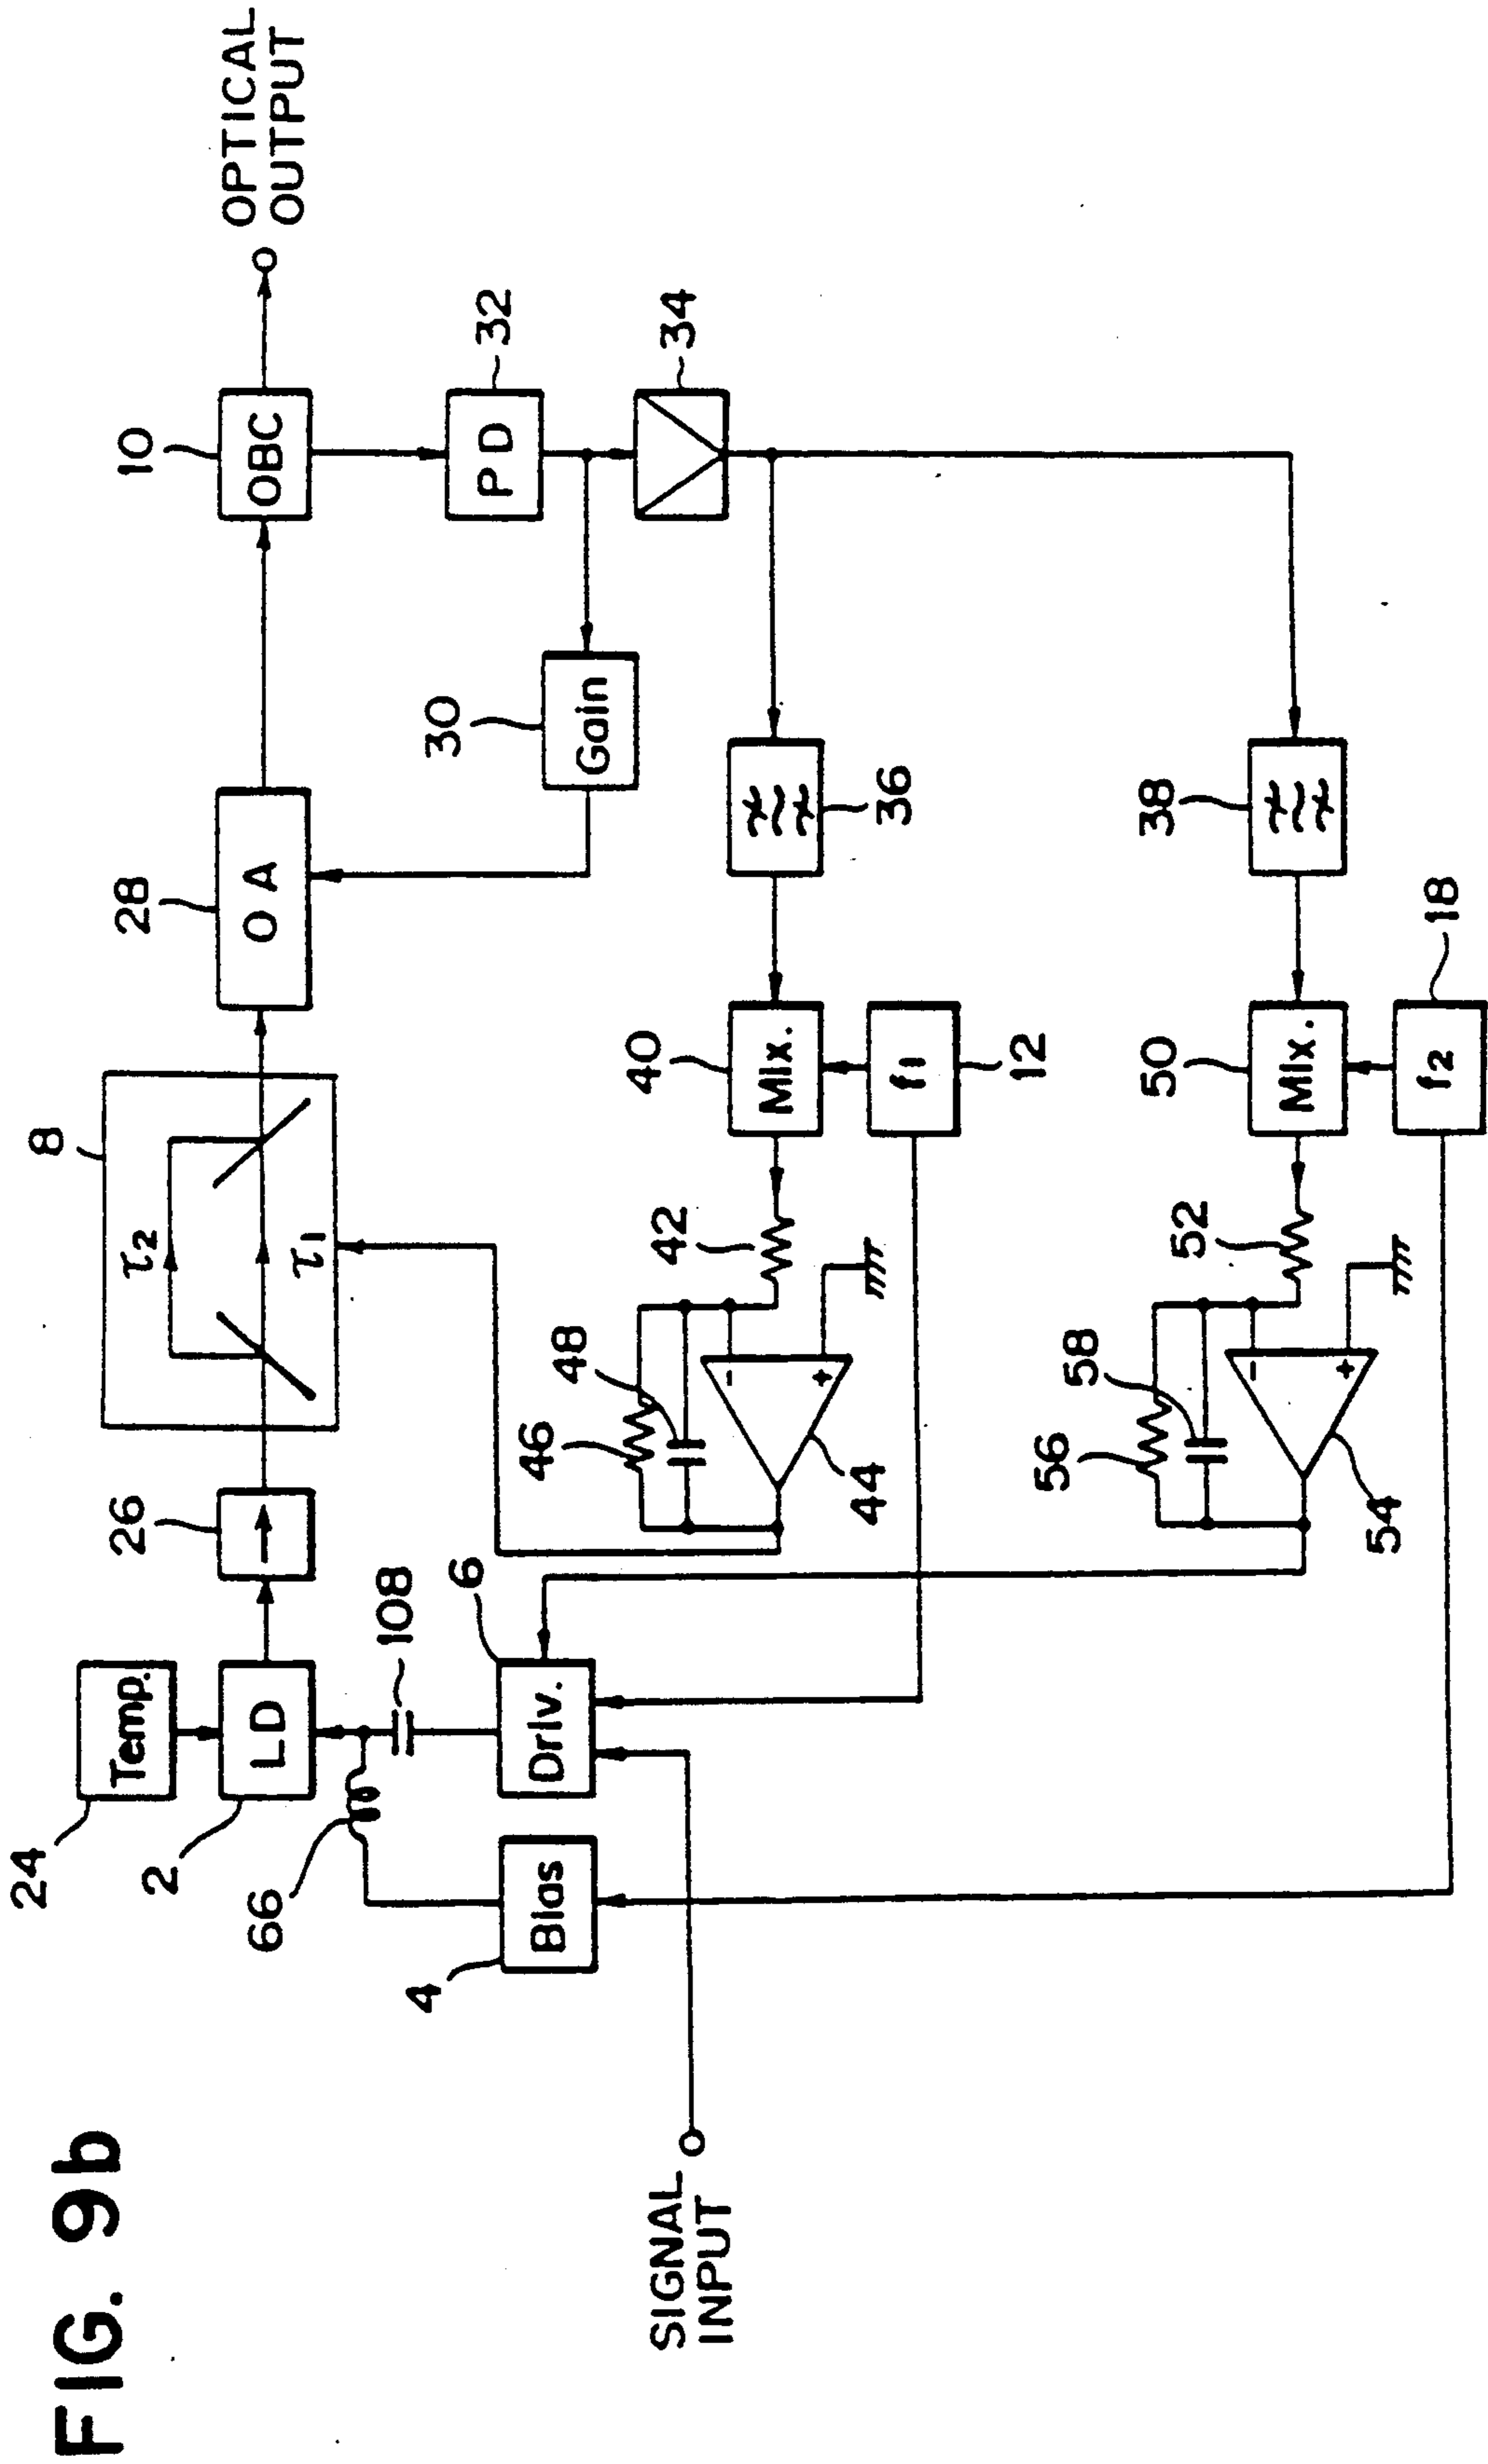 FIG. 9b
24
Temp.
2
LD
26
8
τ2
τ1
28
OA
10
OBC
OPTICAL
OUTPUT
66
108
6
Driv.
4
Bias
SIGNAL
INPUT
30
Gain
32
PD
34
46
48
42
40
Mix.
36
-
+
44
f1
12
56
58
52
50
Mix.
38
-
+
54
f2
18